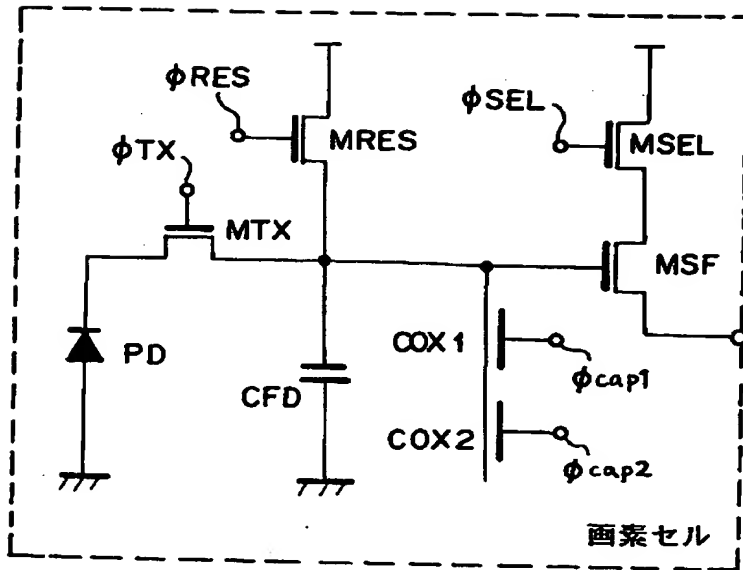 φRES
MRES
φSEL
MSEL
φTX
MTX
MSF
PD
CFD
COX1
φcap1
COX2
φcap2
画素セル